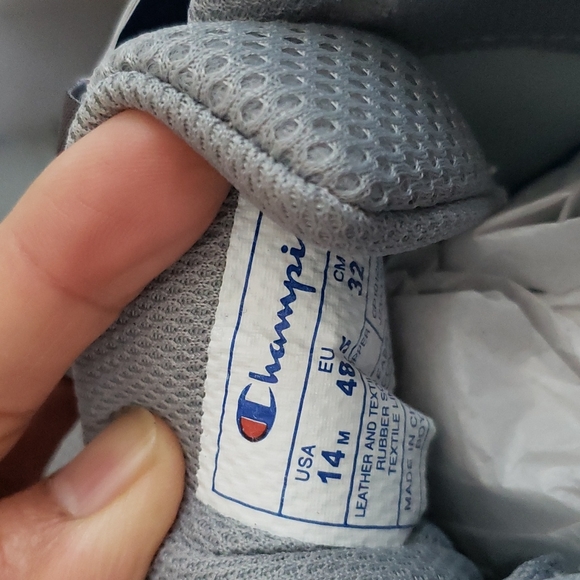 Champi
USA EU CM
14 M 48 32
LEATHER AND TEXT
RUBBER S
TEXTILE L
MADE IN C